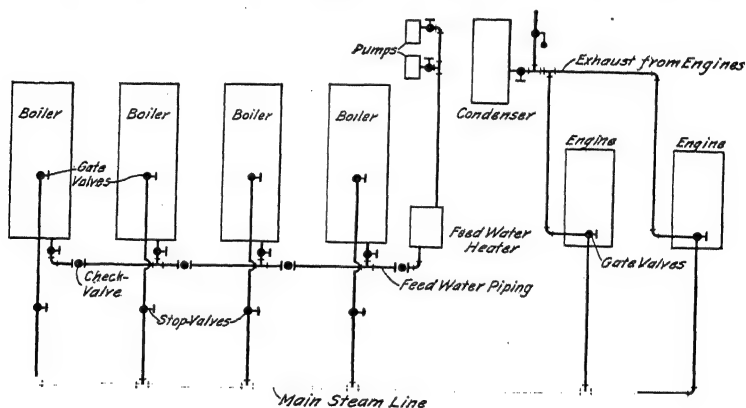 Pumps
Exhaust from Engines
Condenser
Boiler
Boiler
Boiler
Boiler
Engine
Engine
Gate
Valves
Feed Water
Heater
Gate Valves
Check-
Valve
Feed Water Piping
Stop-Valves
Main Steam Line